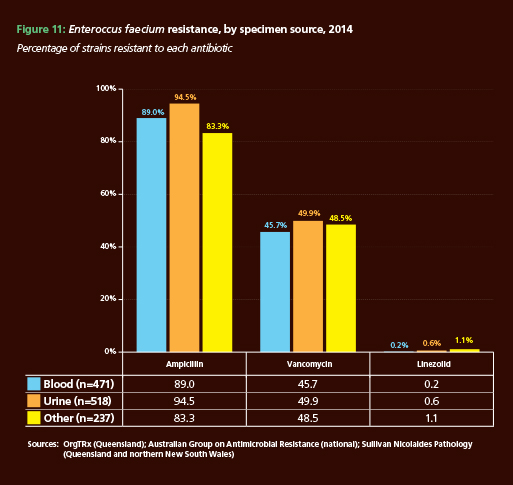 Figure 11: Enteroccus faecium resistance, by specimen source, 2014
Percentage of strains resistant to each antibiotic
100%
80%
60%
40%
20%
0%
89.0%
94.5%
83.3%
45.7%
49.9%
48.5%
0.2%
0.6%
1.1%
Ampicillin Vancomycin Linezolid
Blood (n=471) 89.0 45.7 0.2
Urine (n=518) 94.5 49.9 0.6
Other (n=237) 83.3 48.5 1.1
Sources: OrgTRx (Queensland); Australian Group on Antimicrobial Resistance (national); Sullivan Nicolaides Pathology
(Queensland and northern New South Wales)